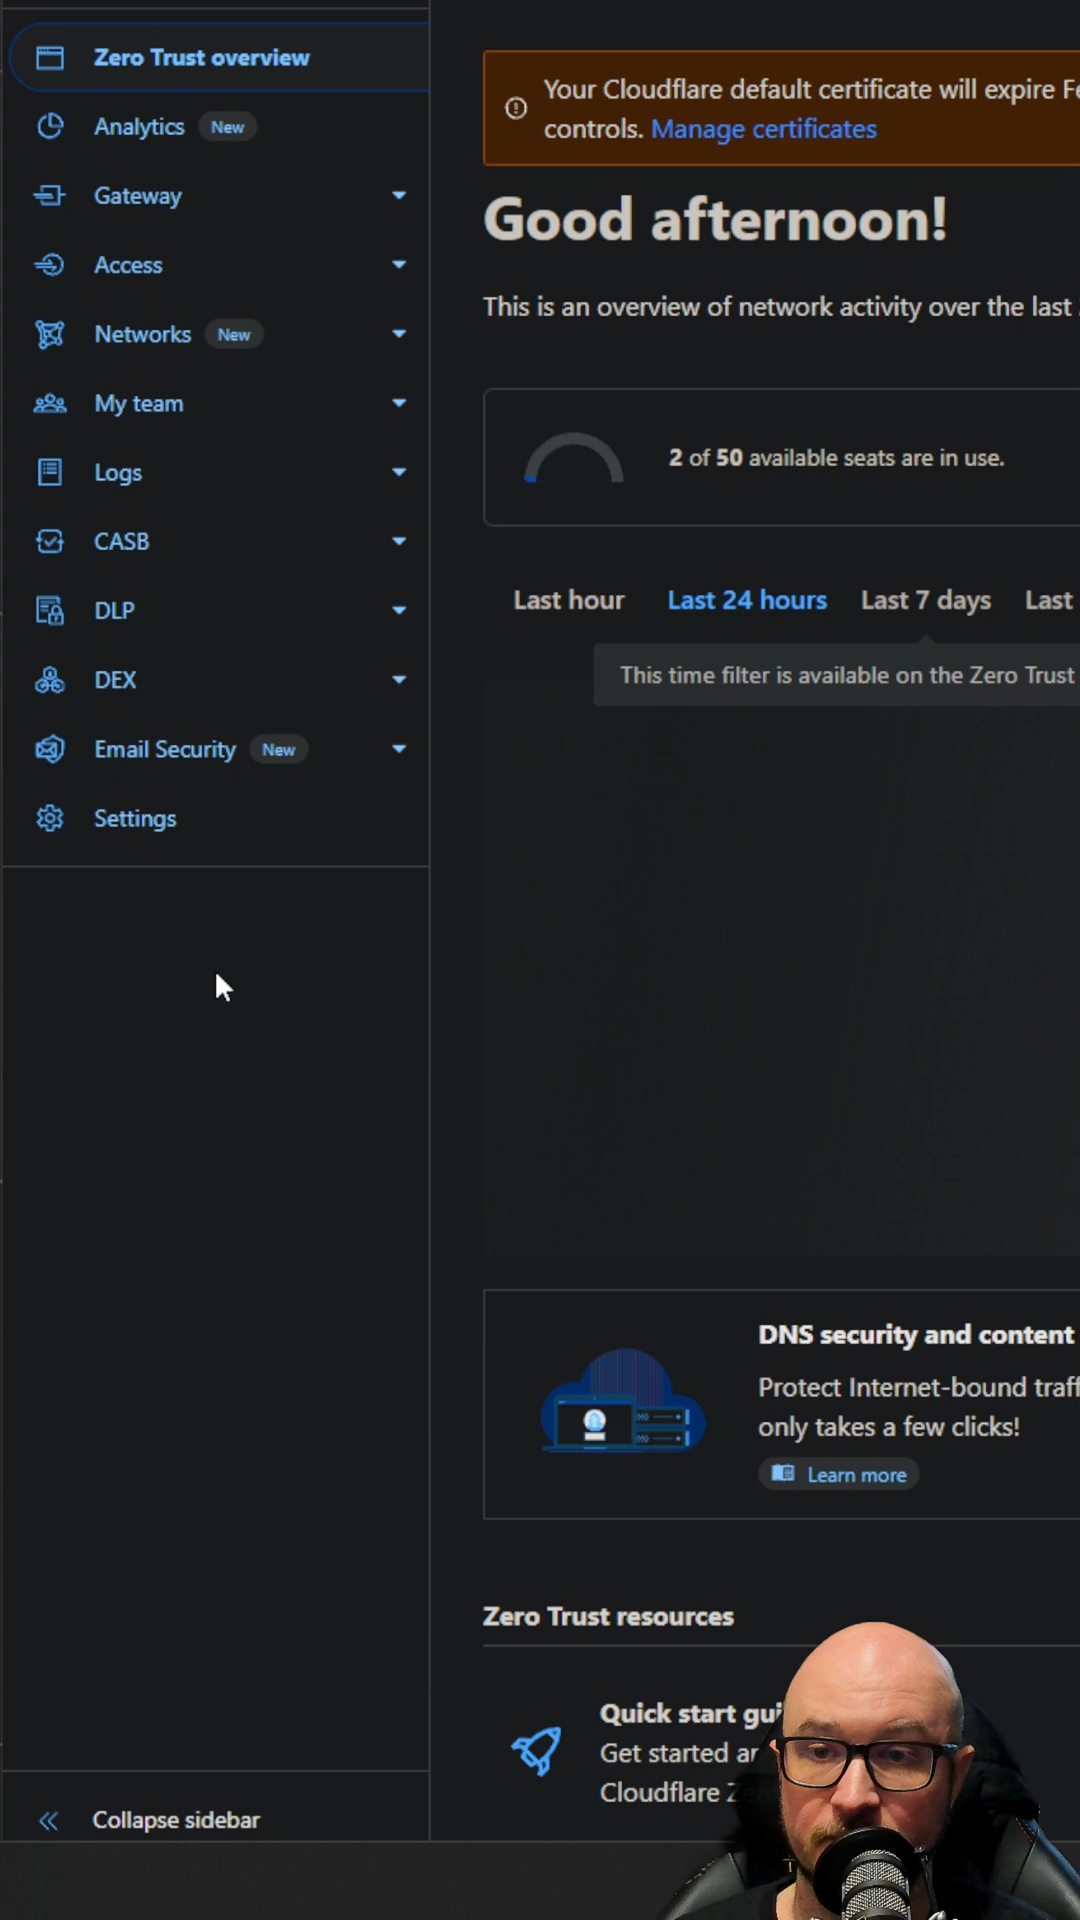 Zero Trust overview
Analytics New
Gateway
Access
Networks New
My team
Logs
CASB
DLP
DEX
Email Security New
Settings
Collapse sidebar
Your Cloudflare default certificate will expire
controls. Manage certificates
Good afternoon!
This is an overview of network activity over the last
2 of 50 available seats are in use.
Last hour Last 24 hours Last 7 days Last
This time filter is available on the Zero Trust
DNS security and content
Protect Internet-bound
only takes a few clicks!
Learn more
Zero Trust resources
Quick start
Get started
Cloudflare